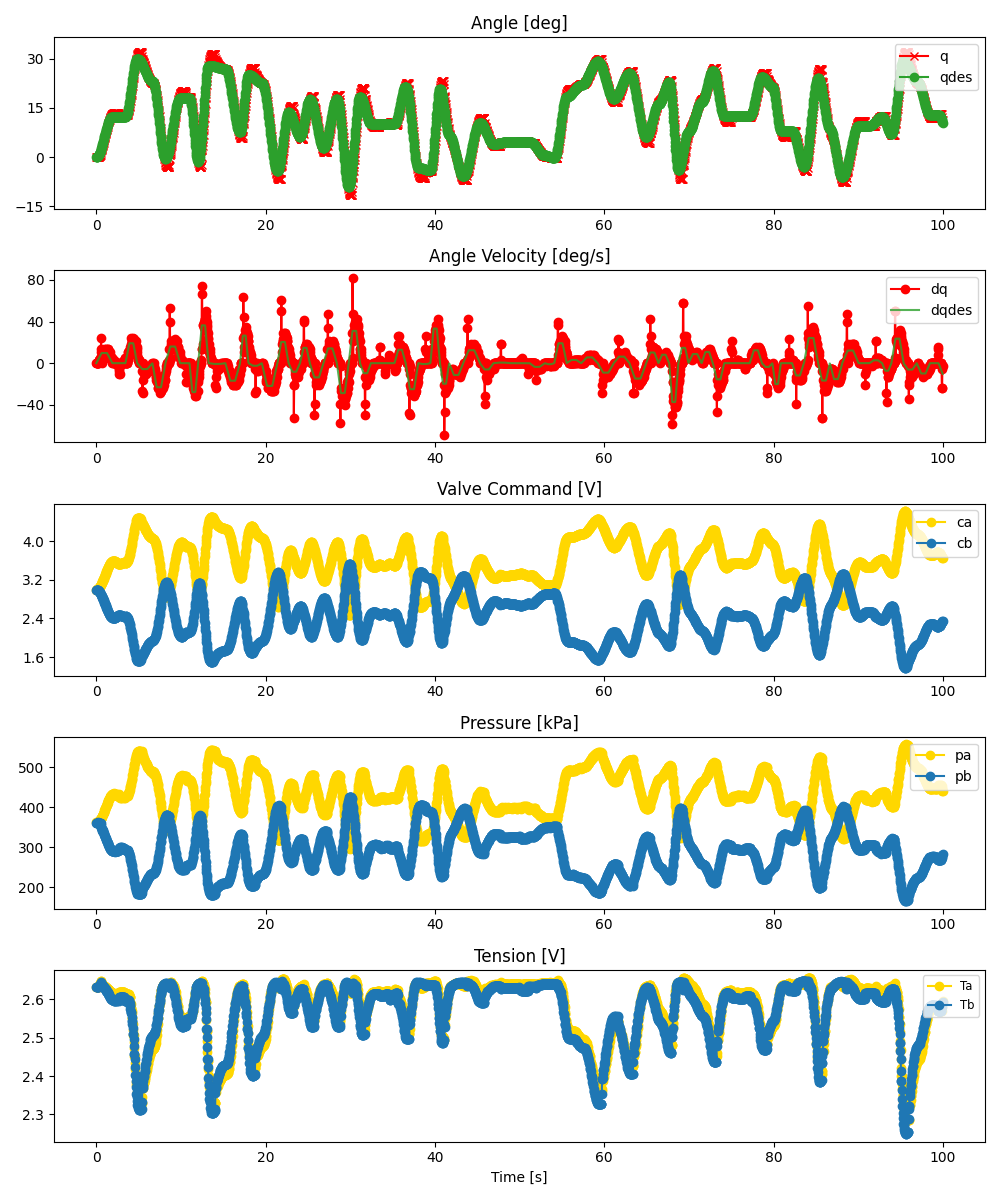 Angle [deg]
30
15
0
−15
q
qdes
0 20 40 60 80 100
Angle Velocity [deg/s]
80
40
0
−40
dq
dqdes
0 20 40 60 80 100
Valve Command [V]
4.0
3.2
2.4
1.6
ca
cb
0 20 40 60 80 100
Pressure [kPa]
500
400
300
200
pa
pb
0 20 40 60 80 100
Tension [V]
2.6
2.5
2.4
2.3
Ta
Tb
0 20 40 60 80 100
Time [s]